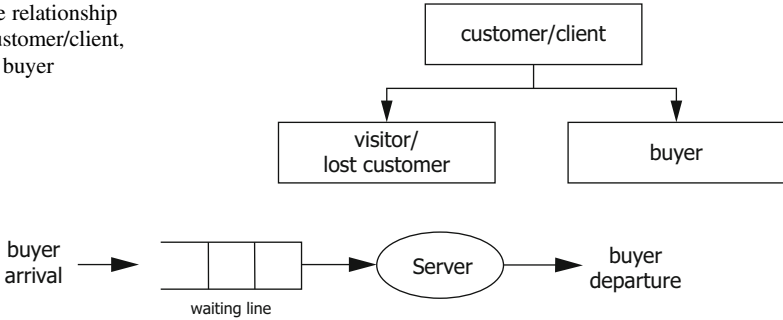 e relationship
ustomer/client,
buyer
customer/client
visitor/
lost customer
buyer
buyer
arrival
waiting line
Server
buyer
departure